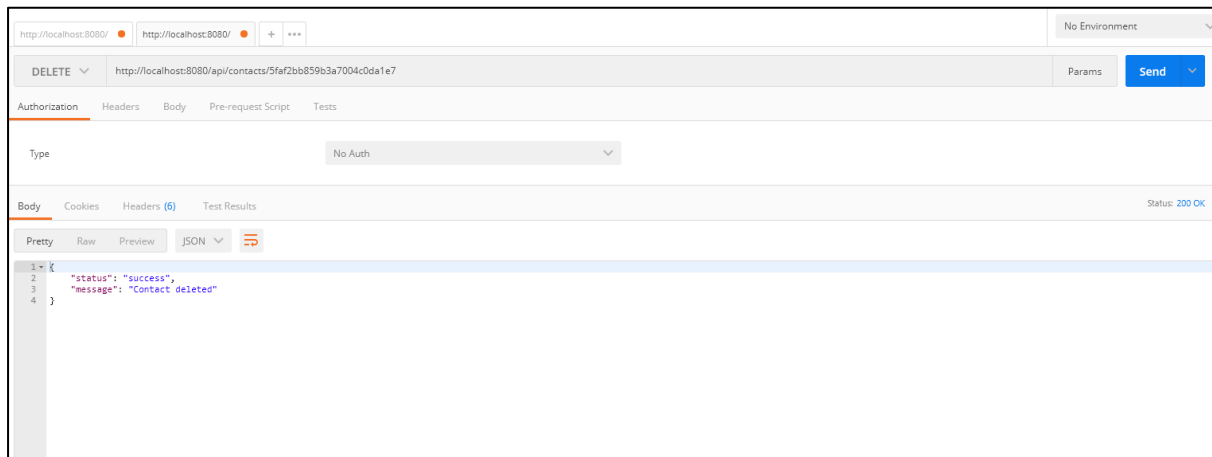 http://localhost:8080/ http://localhost:8080/ + ••• No Environment
DELETE http://localhost:8080/api/contacts/5faf2bb859b3a7004c0da1e7 Params Send
Authorization Headers Body Pre-request Script Tests
Type No Auth
Body Cookies Headers (6) Test Results Status: 200 OK
Pretty Raw Preview JSON
1 {
2 "status": "success",
3 "message": "Contact deleted"
4 }